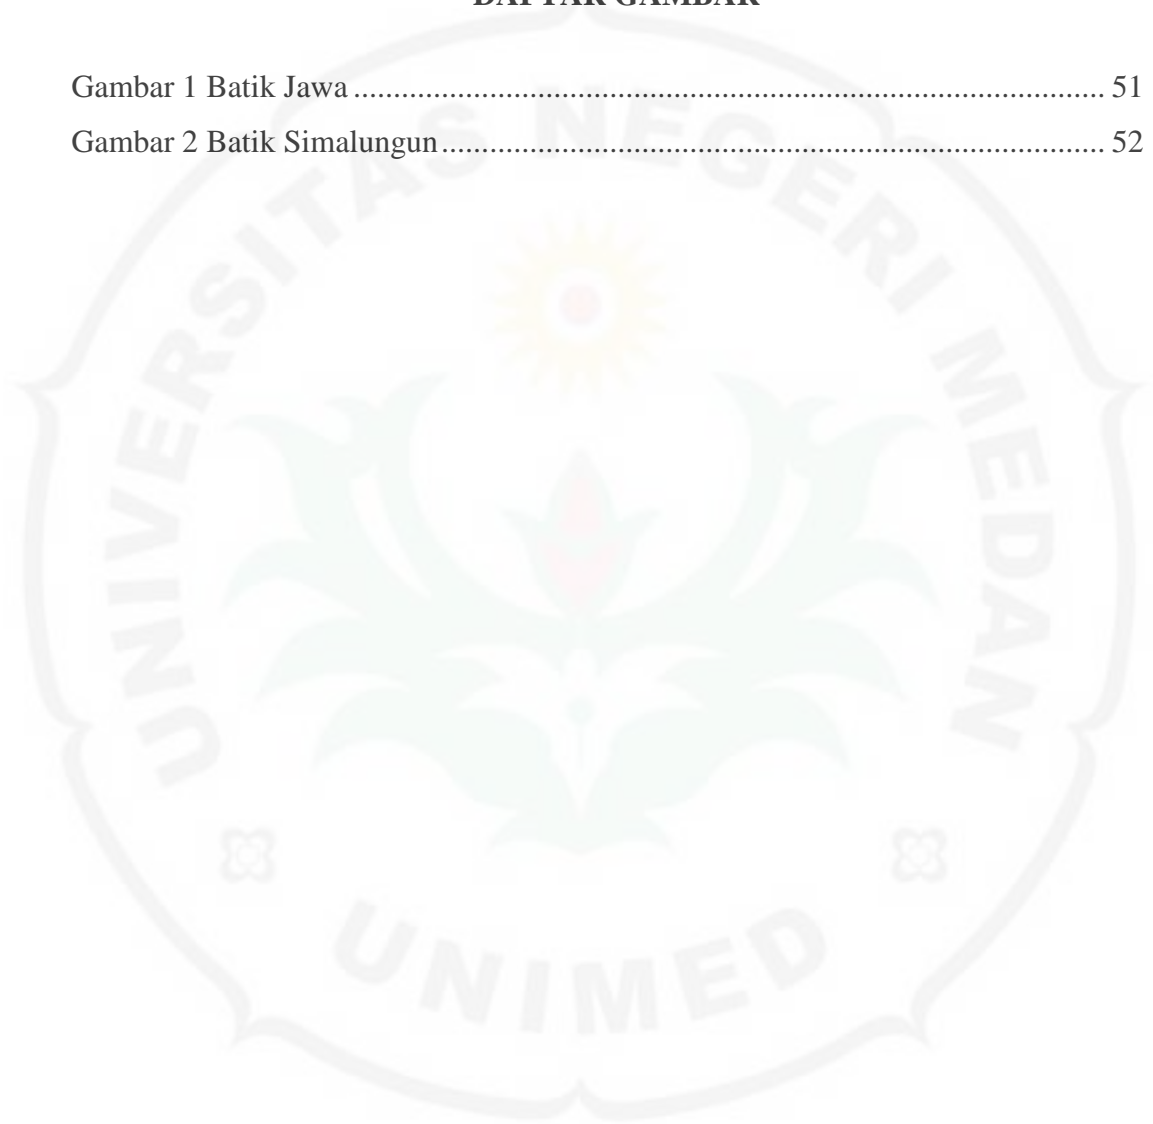 DAFTAR GAMBAR
Gambar 1 Batik Jawa .............................................................................................. 51
Gambar 2 Batik Simalungun ................................................................................... 52
UNIVERSITAS NEGERI MEDAN
UNIMED